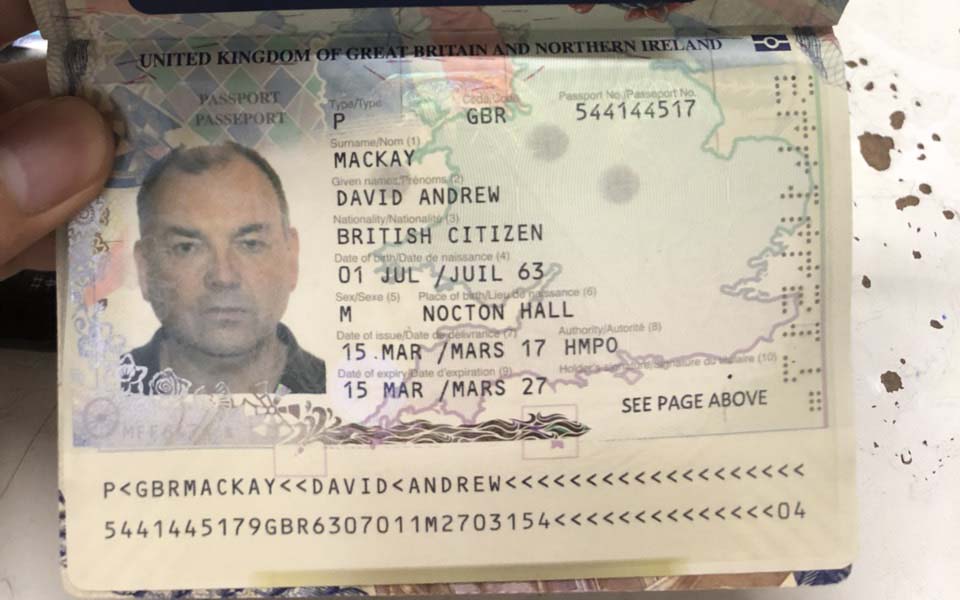 UNITED KINGDOM OF GREAT BRITAIN AND NORTHERN IRELAND
PASSPORT
PASSEPORT
Type/Type
Code/Code
Passport No./Passeport No.
P
GBR
544144517
Surname/Nom (1)
MACKAY
Given names/Prénoms (2)
DAVID ANDREW
Nationality/Nationalité (3)
BRITISH CITIZEN
Date of birth/Date de naissance (4)
01 JUL /JUIL 63
Sex/Sexe (5) Place of birth/Lieu de naissance (6)
M NOCTON HALL
Date of issue/Date de délivrance (7) Authority/Autorité (8)
15 MAR /MARS 17 HMPO
Date of expiry/Date d'expiration (9) Holder's signature/Signature du titulaire (10)
15 MAR /MARS 27
SEE PAGE ABOVE
P<GBRMACKAY<<DAVID<ANDREW<<<<<<<<<<<<<<<<<<<
5441445179GBR6307011M2703154<<<<<<<<<<<<<<04